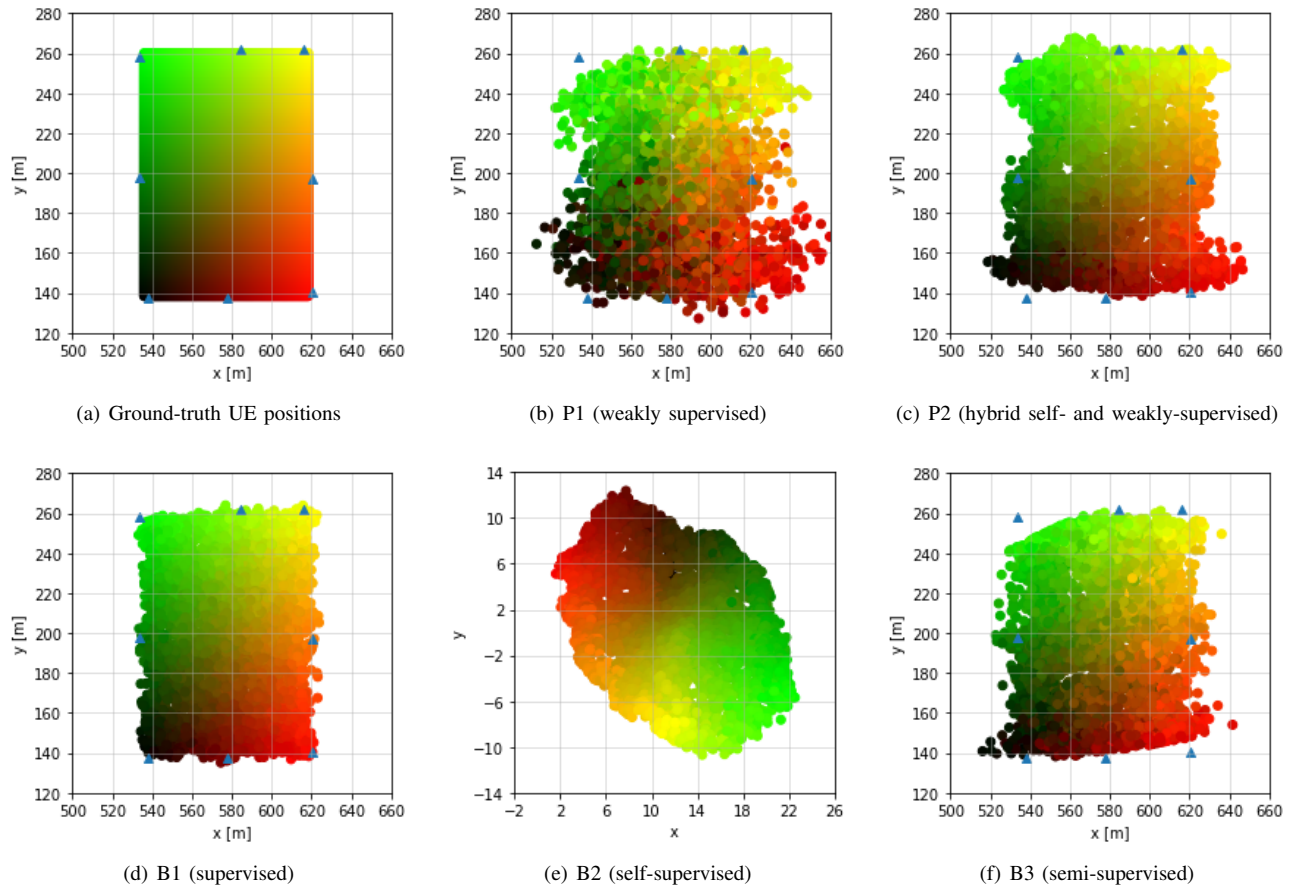 280
260
240
220
200
180
160
140
120
y [m]
500 520 540 560 580 600 620 640 660
x [m]
(a) Ground-truth UE positions
280
260
240
220
200
180
160
140
120
y [m]
500 520 540 560 580 600 620 640 660
x [m]
(b) P1 (weakly supervised)
280
260
240
220
200
180
160
140
120
y [m]
500 520 540 560 580 600 620 640 660
x [m]
(c) P2 (hybrid self- and weakly-supervised)
280
260
240
220
200
180
160
140
120
y [m]
500 520 540 560 580 600 620 640 660
x [m]
(d) B1 (supervised)
14
10
6
2
−2
−6
−10
−14
y
−2 2 6 10 14 18 22 26
x
(e) B2 (self-supervised)
280
260
240
220
200
180
160
140
120
y [m]
500 520 540 560 580 600 620 640 660
x [m]
(f) B3 (semi-supervised)